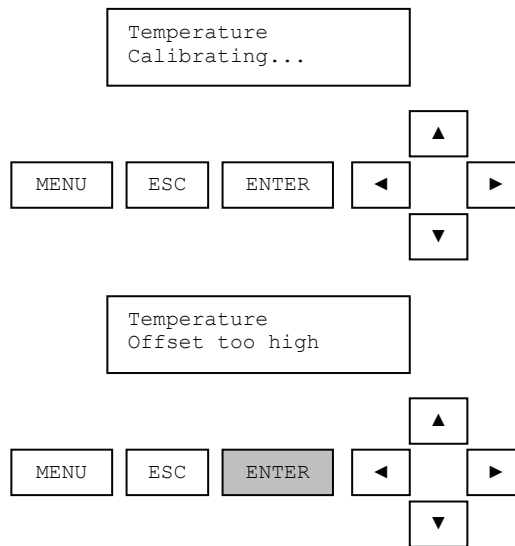 Temperature
Calibrating...
▲
MENU ESC ENTER ◄ ►
▼
Temperature
Offset too high
▲
MENU ESC ENTER ◄ ►
▼